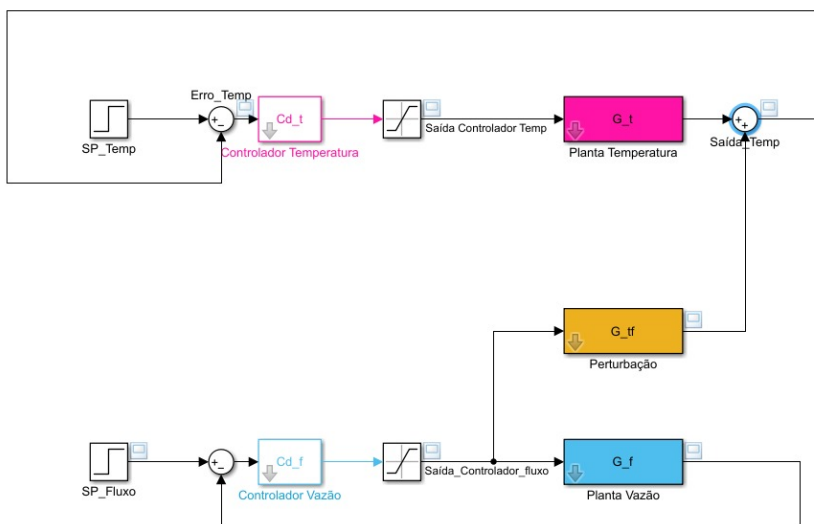 Erro_Temp
+
-
Cd_t
SP_Temp
Controlador Temperatura
Saída Controlador Temp
G_t
Planta Temperatura
+
+
Saída_Temp
G_tf
Perturbação
SP_Fluxo
+
-
Cd_f
Controlador Vazão
Saída_Controlador_fluxo
G_f
Planta Vazão